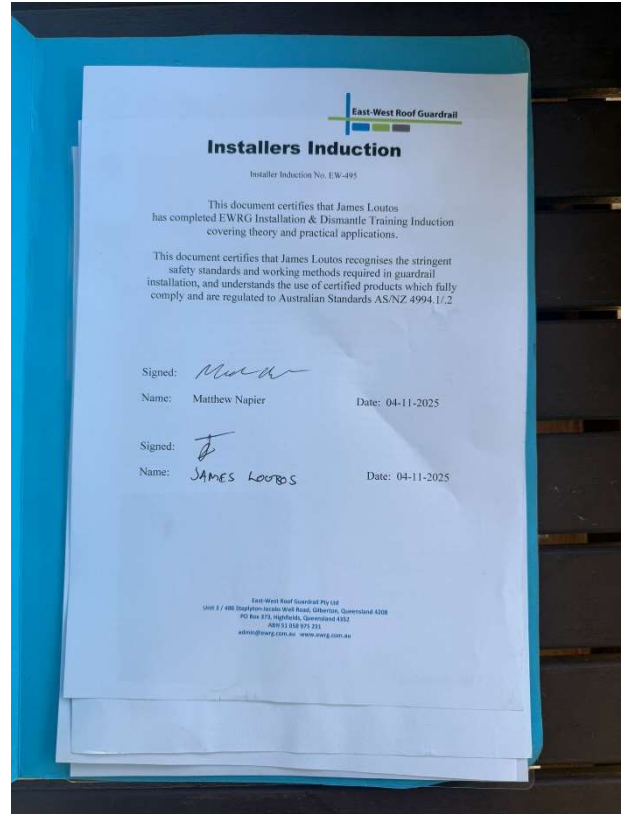 East-West Roof Guardrail
Installers Induction
Installer Induction No. EW-495
This document certifies that James Loutos
has completed EWRG Installation & Dismantle Training Induction
covering theory and practical applications.
This document certifies that James Loutos recognises the stringent
safety standards and working methods required in guardrail
installation, and understands the use of certified products which fully
comply and are regulated to Australian Standards AS/NZ 4994.1/.2
Signed:
Name: Matthew Napier Date: 04-11-2025
Signed:
Name: JAMES LOUTOS Date: 04-11-2025
East-West Roof Guardrail Pty Ltd
Unit 3 / 486 Stapylton-Jacobs Well Road, Gilberton, Queensland 4208
PO Box 373, Highfields, Queensland 4352
ABN 51 058 975 231
admin@ewrg.com.au www.ewrg.com.au